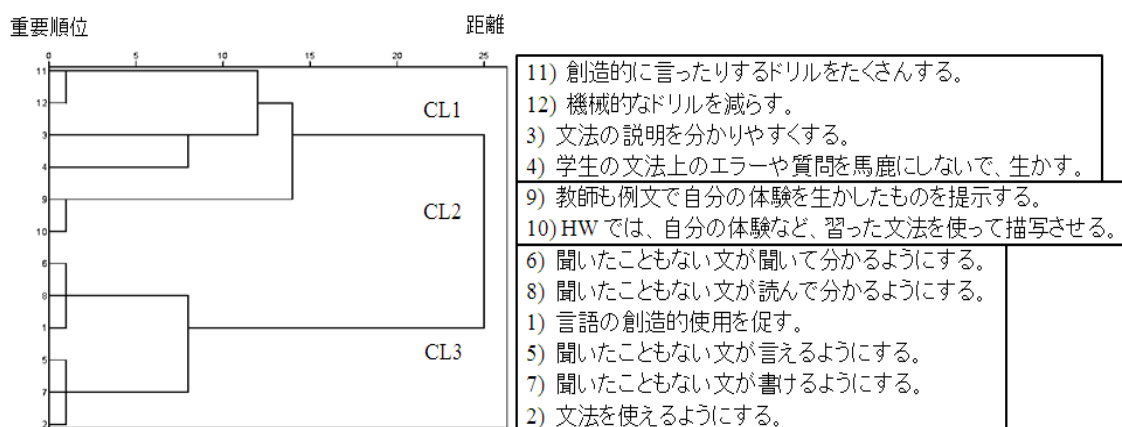 重要順位
距離
0 5 10 15 20 25
11
12
3
4
9
10
6
8
1
5
7
2
CL1
CL2
CL3
11) 創造的に言ったりするドリルをたくさんする。
12) 機械的なドリルを減らす。
3) 文法の説明を分かりやすくする。
4) 学生の文法上のエラーや質問を馬鹿にしないで、生かす。
9) 教師も例文で自分の体験を生かしたものを提示する。
10) HW では、自分の体験など、習った文法を使って描写させる。
6) 聞いたこともない文が聞いて分かるようにする。
8) 聞いたこともない文が読んで分かるようにする。
1) 言語の創造的使用を促す。
5) 聞いたこともない文が言えるようにする。
7) 聞いたこともない文が書けるようにする。
2) 文法を使えるようにする。